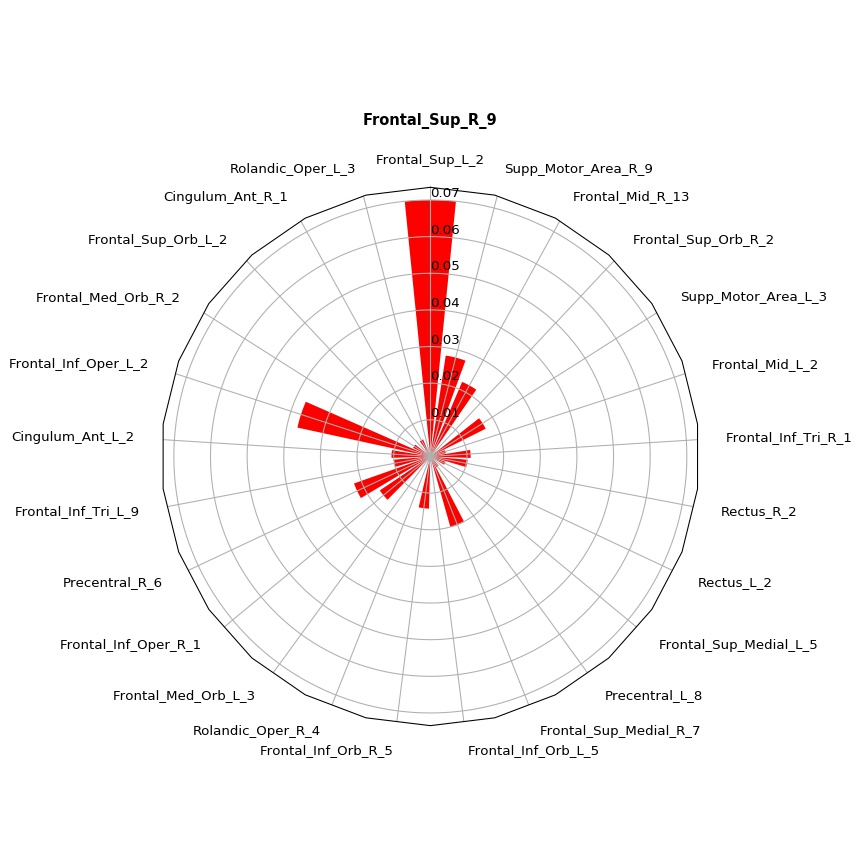 Frontal_Sup_R_9
Frontal_Sup_L_2
Rolandic_Oper_L_3
Supp_Motor_Area_R_9
Cingulum_Ant_R_1
Frontal_Mid_R_13
0.07
Frontal_Sup_Orb_L_2
0.06
Frontal_Sup_Orb_R_2
0.05
Frontal_Med_Orb_R_2
Supp_Motor_Area_L_3
0.04
0.03
Frontal_Inf_Oper_L_2
Frontal_Mid_L_2
0.02
0.01
Cingulum_Ant_L_2
Frontal_Inf_Tri_R_1
Frontal_Inf_Tri_L_9
Rectus_R_2
Precentral_R_6
Rectus_L_2
Frontal_Inf_Oper_R_1
Frontal_Sup_Medial_L_5
Frontal_Med_Orb_L_3
Precentral_L_8
Rolandic_Oper_R_4
Frontal_Sup_Medial_R_7
Frontal_Inf_Orb_R_5
Frontal_Inf_Orb_L_5